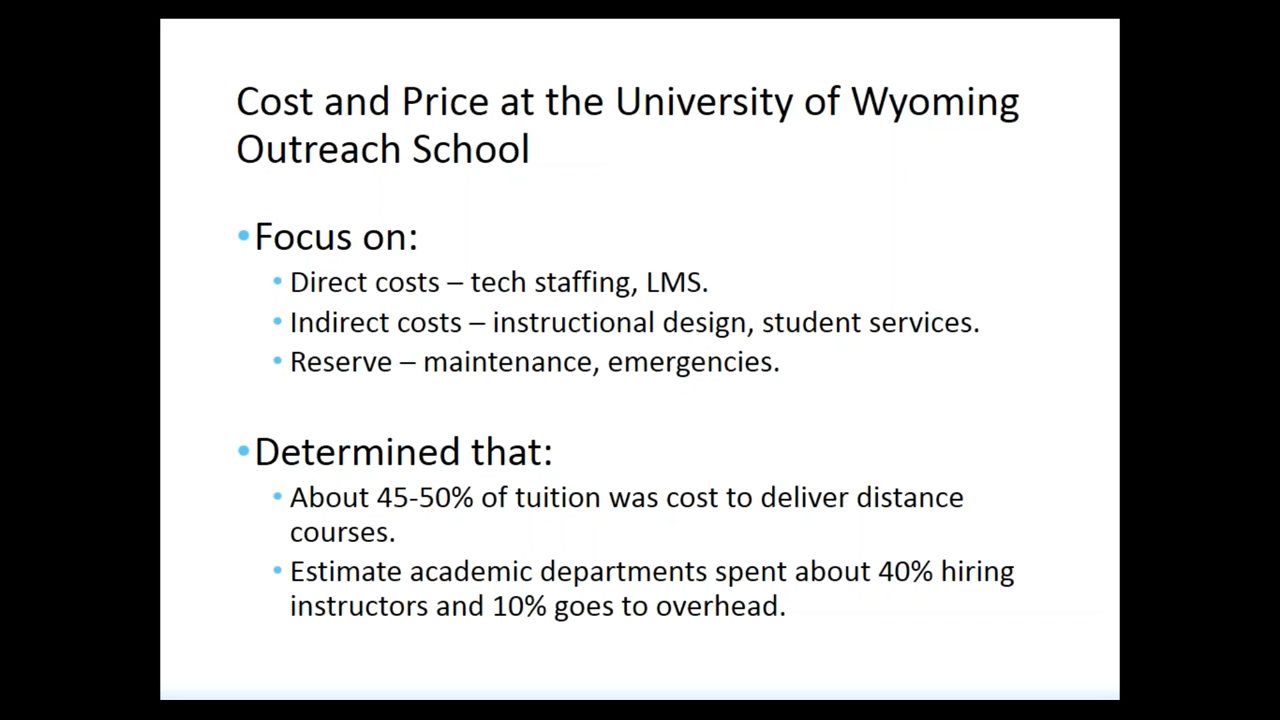 Cost and Price at the University of Wyoming
Outreach School
•Focus on:
• Direct costs – tech staffing, LMS.
• Indirect costs – instructional design, student services.
• Reserve – maintenance, emergencies.
•Determined that:
• About 45-50% of tuition was cost to deliver distance
courses.
• Estimate academic departments spent about 40% hiring
instructors and 10% goes to overhead.